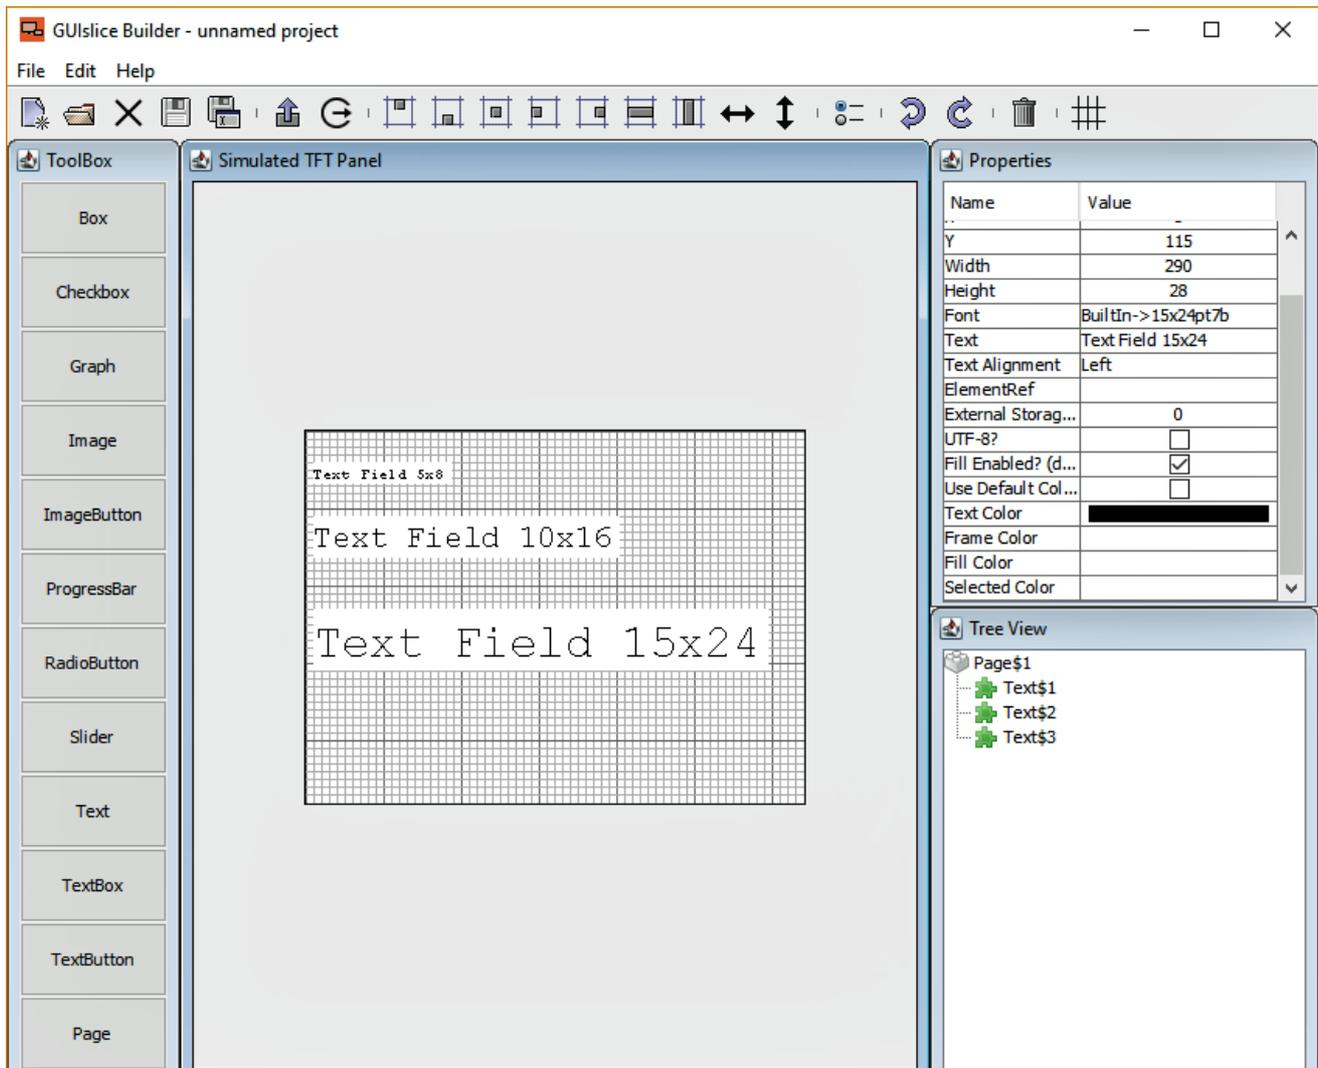 GUIslice Builder - unnamed project
File Edit Help
ToolBox
Box
Checkbox
Graph
Image
ImageButton
ProgressBar
RadioButton
Slider
Text
TextBox
TextButton
Page
Simulated TFT Panel
Text Field 5x8
Text Field 10x16
Text Field 15x24
Properties
Name Value
Y 115
Width 290
Height 28
Font BuiltIn->15x24pt7b
Text Text Field 15x24
Text Alignment Left
ElementRef
External Storag... 0
UTF-8?
Fill Enabled? (d...
Use Default Col...
Text Color
Frame Color
Fill Color
Selected Color
Tree View
Page$1
Text$1
Text$2
Text$3